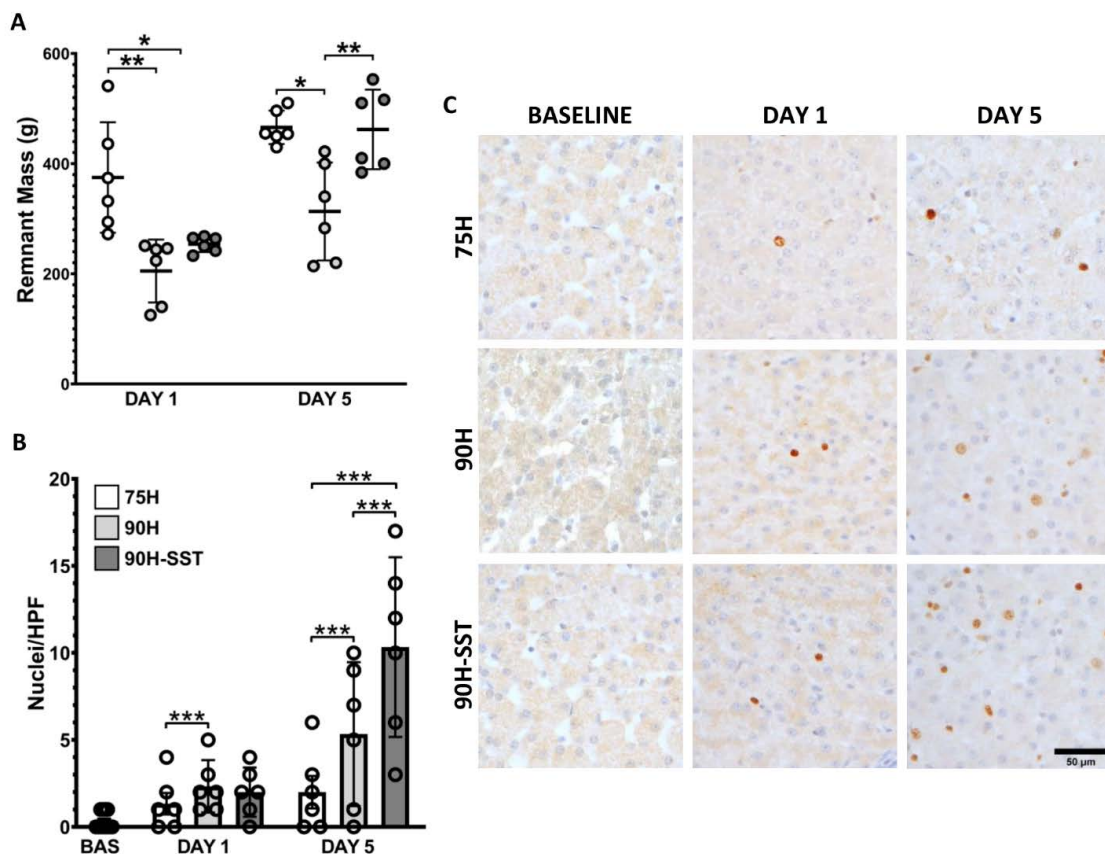 A
Remnant Mass (g)
600
400
200
0
* ** * **
DAY 1 DAY 5
B
Nuclei/HPF
20
15
10
5
0
75H
90H
90H-SST
*** *** *** ***
BAS DAY 1 DAY 5
C
BASELINE DAY 1 DAY 5
75H
90H
90H-SST
50 µm